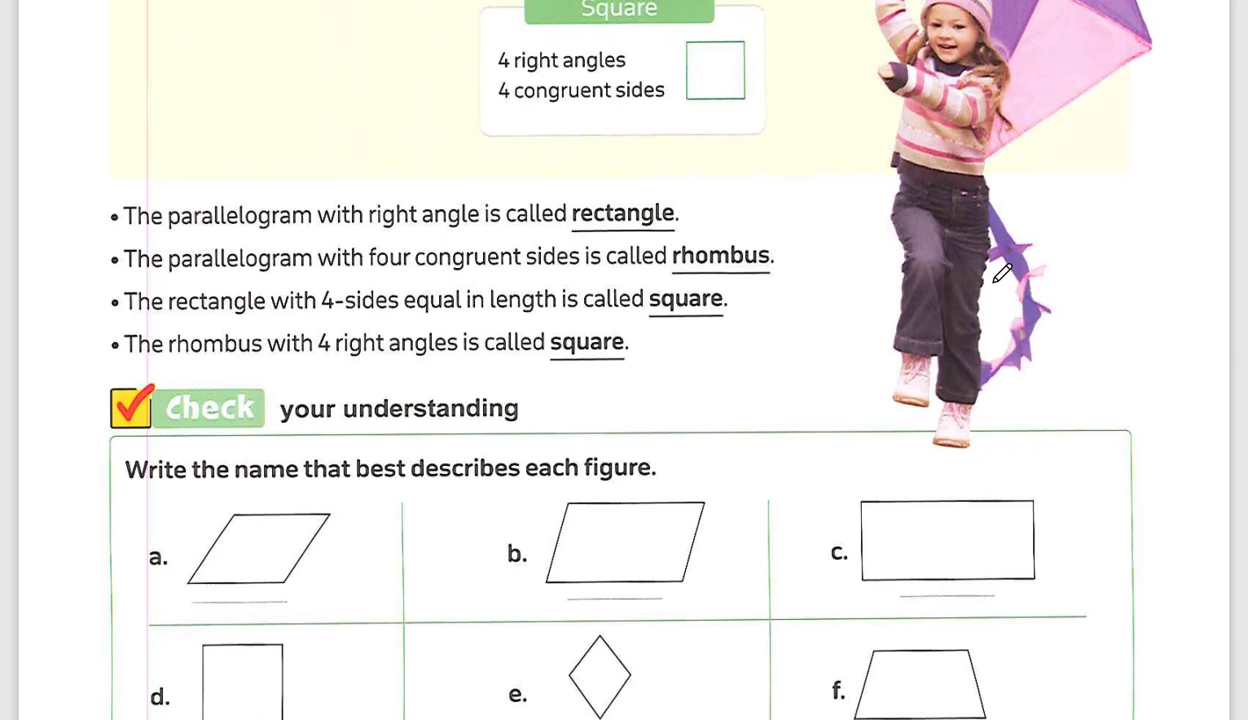 Square
4 right angles
4 congruent sides
• The parallelogram with right angle is called rectangle.
• The parallelogram with four congruent sides is called rhombus.
• The rectangle with 4-sides equal in length is called square.
• The rhombus with 4 right angles is called square.
Check your understanding
Write the name that best describes each figure.
a.
b.
c.
d.
e.
f.